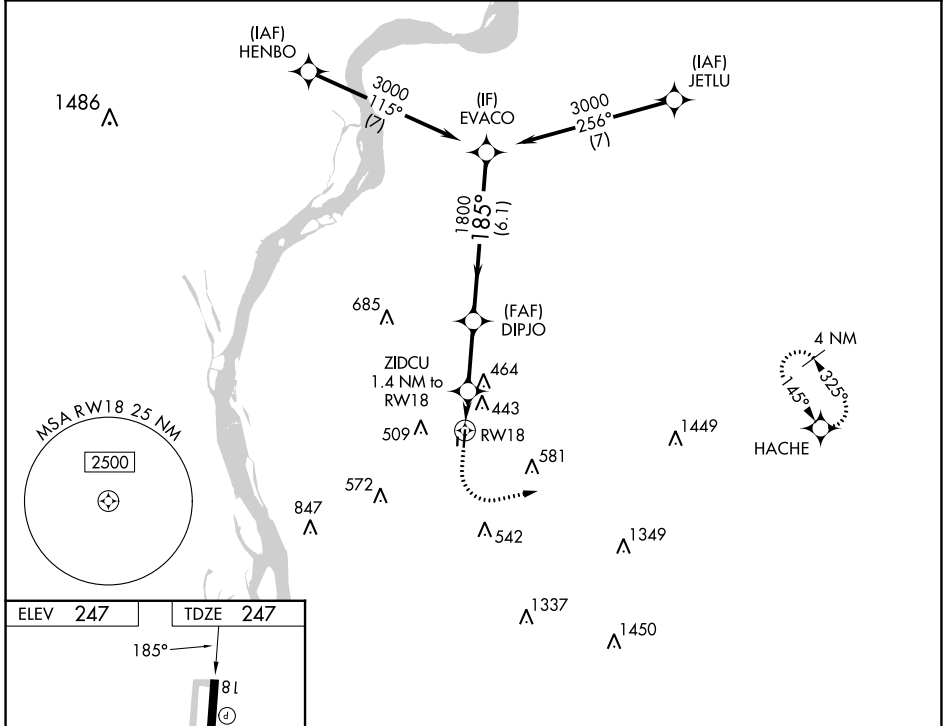 (IAF)
HENBO
(IAF)
JETLU
1486
3000
115°
(7)
(IF)
EVACO
3000
256°
(7)
1800
185°
(6.1)
685
(FAF)
DIPJO
4 NM
ZIDCU
1.4 NM to
RW18
464
443
145°
325°
MSA RW18 25 NM
2500
509
RW18
1449
HACHE
581
572
847
542
1349
1337
1450
ELEV 247
TDZE 247
185°
18
P